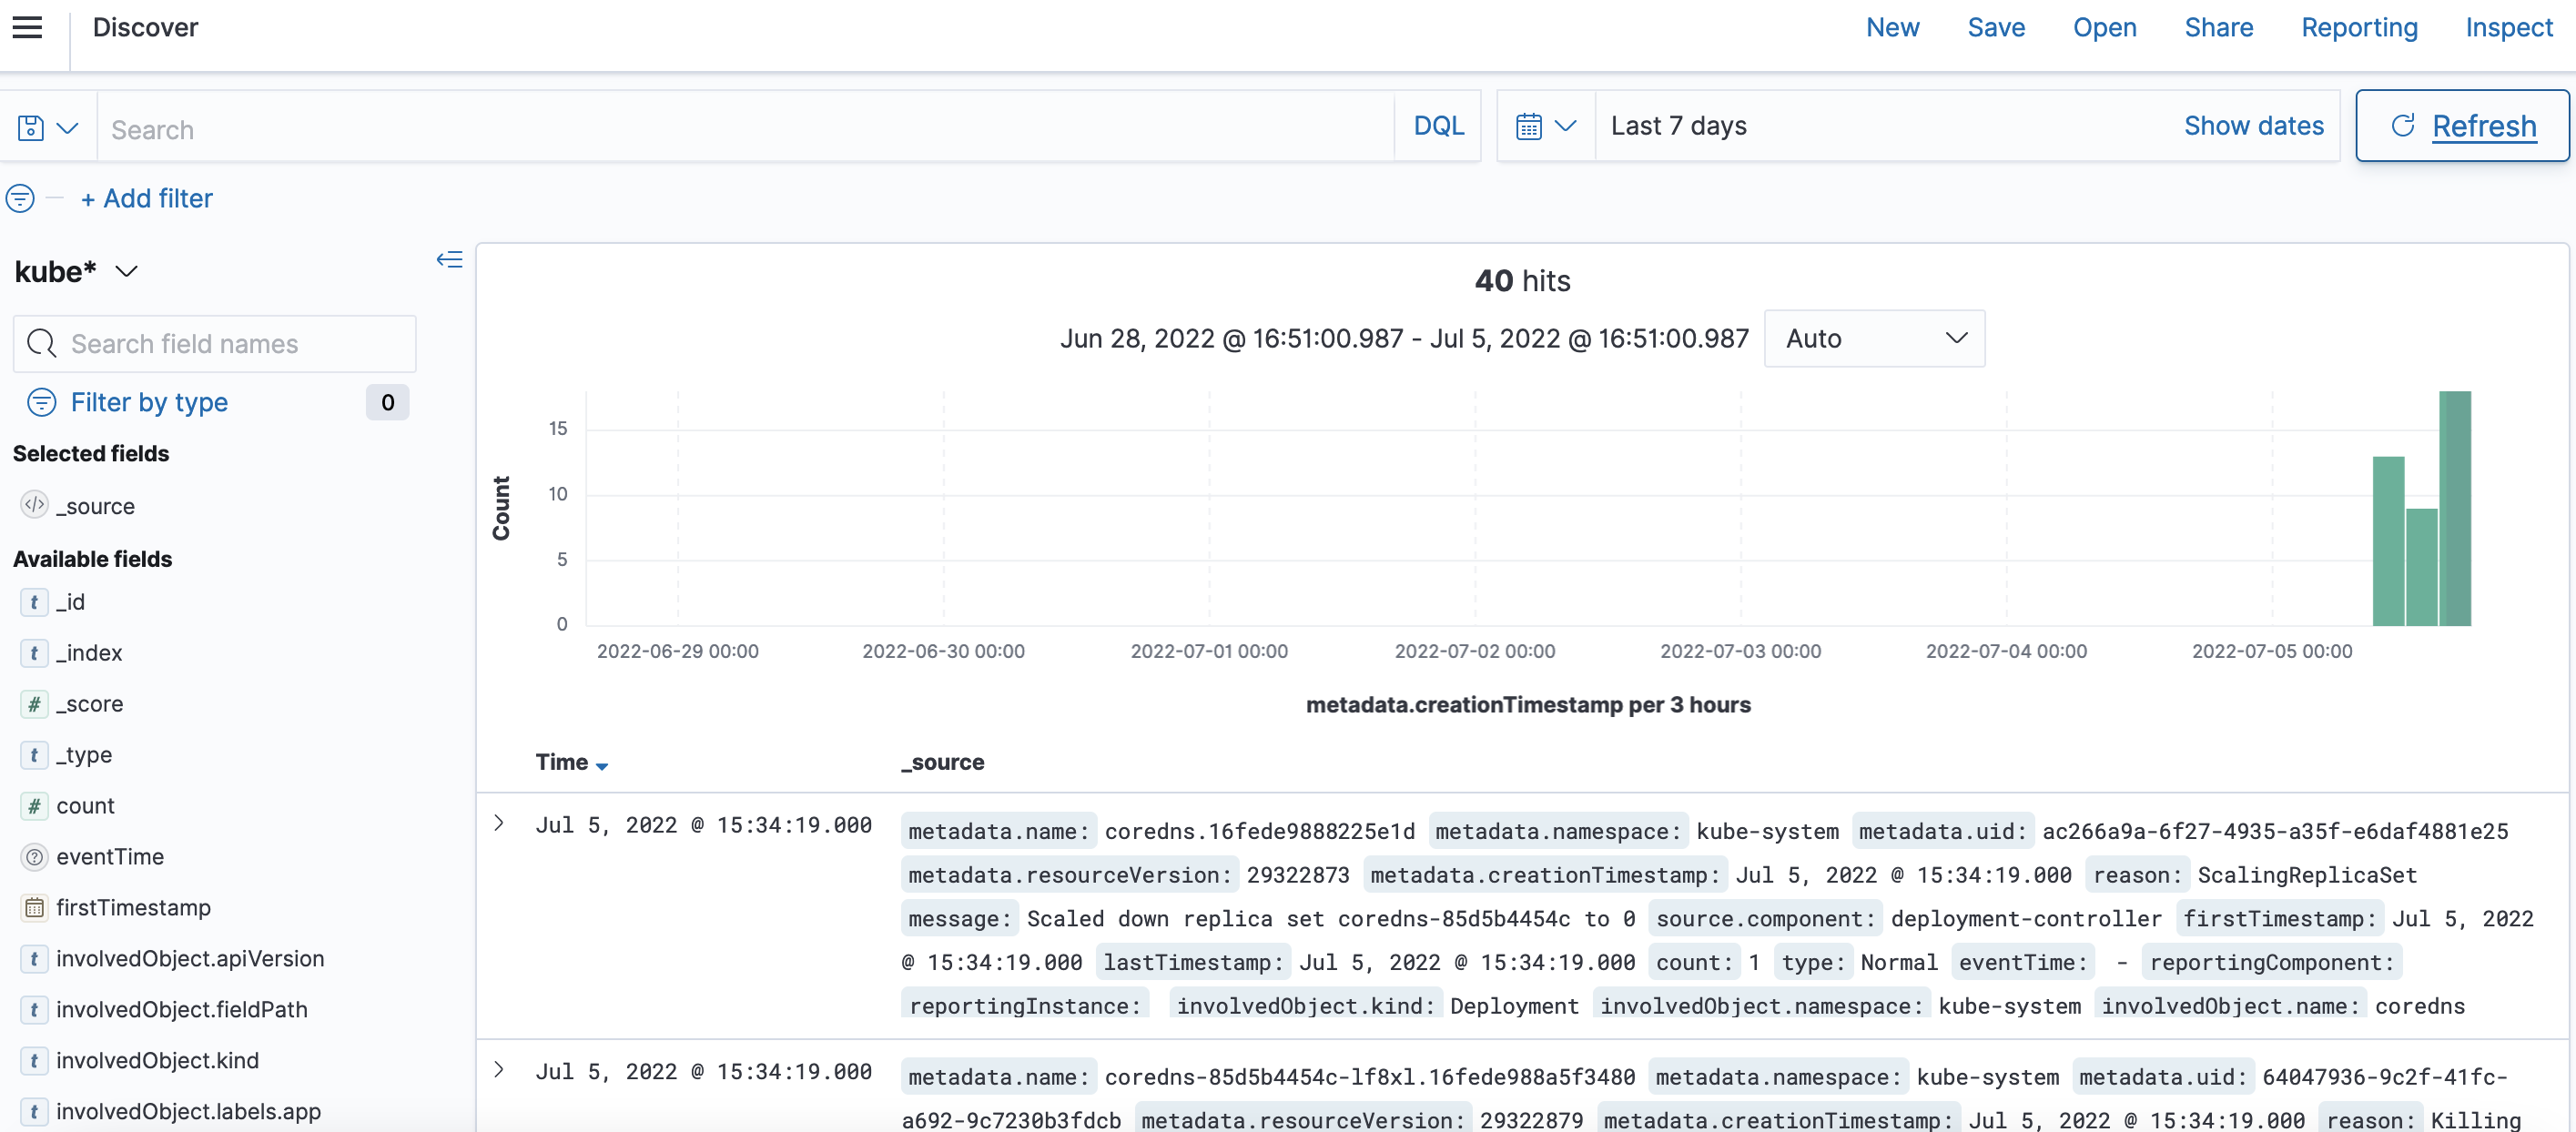 Discover
New Save Open Share Reporting Inspect
Search
DQL
Last 7 days
Show dates
Refresh
+ Add filter
kube*
Search field names
Filter by type 0
Selected fields
_source
Available fields
t _id
t _index
# _score
t _type
# count
? eventTime
firstTimestamp
t involvedObject.apiVersion
t involvedObject.fieldPath
t involvedObject.kind
t involvedObject.labels.app
40 hits
Jun 28, 2022 @ 16:51:00.987 - Jul 5, 2022 @ 16:51:00.987 Auto
Count
15
10
5
0
2022-06-29 00:00 2022-06-30 00:00 2022-07-01 00:00 2022-07-02 00:00 2022-07-03 00:00 2022-07-04 00:00 2022-07-05 00:00
metadata.creationTimestamp per 3 hours
Time _source
Jul 5, 2022 @ 15:34:19.000 metadata.name: coredns.16fede9888225e1d metadata.namespace: kube-system metadata.uid: ac266a9a-6f27-4935-a35f-e6daf4881e25
metadata.resourceVersion: 29322873 metadata.creationTimestamp: Jul 5, 2022 @ 15:34:19.000 reason: ScalingReplicaSet
message: Scaled down replica set coredns-85d5b4454c to 0 source.component: deployment-controller firstTimestamp: Jul 5, 2022
@ 15:34:19.000 lastTimestamp: Jul 5, 2022 @ 15:34:19.000 count: 1 type: Normal eventTime: - reportingComponent:
reportingInstance: involvedObject.kind: Deployment involvedObject.namespace: kube-system involvedObject.name: coredns
Jul 5, 2022 @ 15:34:19.000 metadata.name: coredns-85d5b4454c-lf8xl.16fede988a5f3480 metadata.namespace: kube-system metadata.uid: 64047936-9c2f-41fc-
a692-9c7230b3fdcb metadata.resourceVersion: 29322879 metadata.creationTimestamp: Jul 5, 2022 @ 15:34:19.000 reason: Killing